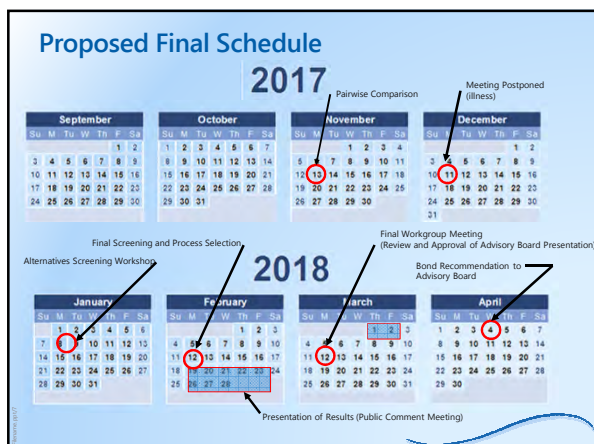 Proposed Final Schedule
2017
Pairwise Comparison
Meeting Postponed
(illness)
September
Su M Tu W Th F Sa
1 2
3 4 5 6 7 8 9
10 11 12 13 14 15 16
17 18 19 20 21 22 23
24 25 26 27 28 29 30
October
Su M Tu W Th F Sa
1 2 3 4 5 6 7
8 9 10 11 12 13 14
15 16 17 18 19 20 21
22 23 24 25 26 27 28
29 30 31
November
Su M Tu W Th F Sa
1 2 3 4
5 6 7 8 9 10 11
12 13 14 15 16 17 18
19 20 21 22 23 24 25
26 27 28 29 30
December
Su M Tu W Th F Sa
1 2
3 4 5 6 7 8 9
10 11 12 13 14 15 16
17 18 19 20 21 22 23
24 25 26 27 28 29 30
31
Final Screening and Process Selection
Alternatives Screening Workshop
2018
Final Workgroup Meeting
(Review and Approval of Advisory Board Presentation)
Bond Recommendation to
Advisory Board
January
Su M Tu W Th F Sa
1 2 3 4 5 6
7 8 9 10 11 12 13
14 15 16 17 18 19 20
21 22 23 24 25 26 27
28 29 30 31
February
Su M Tu W Th F Sa
1 2 3
4 5 6 7 8 9 10
11 12 13 14 15 16 17
18 19 20 21 22 23 24
25 26 27 28
March
Su M Tu W Th F Sa
1 2 3
4 5 6 7 8 9 10
11 12 13 14 15 16 17
18 19 20 21 22 23 24
25 26 27 28 29 30 31
April
Su M Tu W Th F Sa
1 2 3 4 5 6 7
8 9 10 11 12 13 14
15 16 17 18 19 20 21
22 23 24 25 26 27 28
29 30
Presentation of Results (Public Comment Meeting)